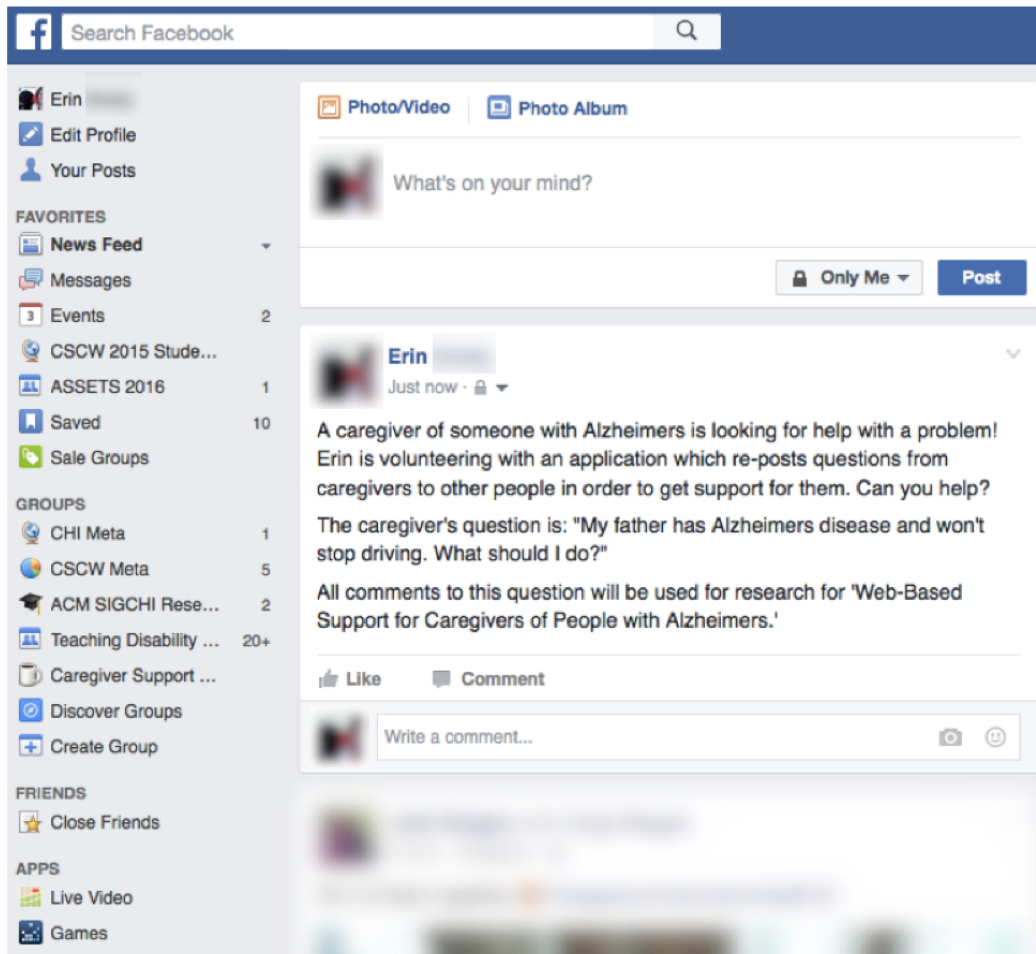 f
Search Facebook
Erin
Edit Profile
Your Posts
FAVORITES
News Feed
Messages
3 Events 2
CSCW 2015 Stude...
ASSETS 2016 1
Saved 10
Sale Groups
GROUPS
CHI Meta 1
CSCW Meta 5
ACM SIGCHI Rese... 2
Teaching Disability ... 20+
Caregiver Support ...
Discover Groups
Create Group
FRIENDS
Close Friends
APPS
Live Video
Games
Photo/Video
Photo Album
What's on your mind?
Only Me
Post
Erin
Just now ·
A caregiver of someone with Alzheimers is looking for help with a problem!
Erin is volunteering with an application which re-posts questions from
caregivers to other people in order to get support for them. Can you help?
The caregiver's question is: "My father has Alzheimers disease and won't
stop driving. What should I do?"
All comments to this question will be used for research for 'Web-Based
Support for Caregivers of People with Alzheimers.'
Like
Comment
Write a comment...